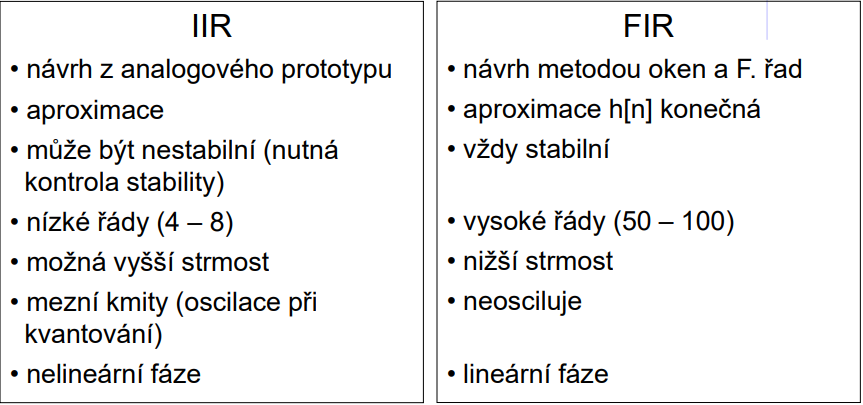 IIR
• návrh z analogového prototypu
• aproximace
• může být nestabilní (nutná
kontrola stability)
• nízké řády (4 – 8)
• možná vyšší strmost
• mezní kmity (oscilace při
kvantování)
• nelineární fáze
FIR
• návrh metodou oken a F. řad
• aproximace h[n] konečná
• vždy stabilní
• vysoké řády (50 – 100)
• nižší strmost
• neosciluje
• lineární fáze